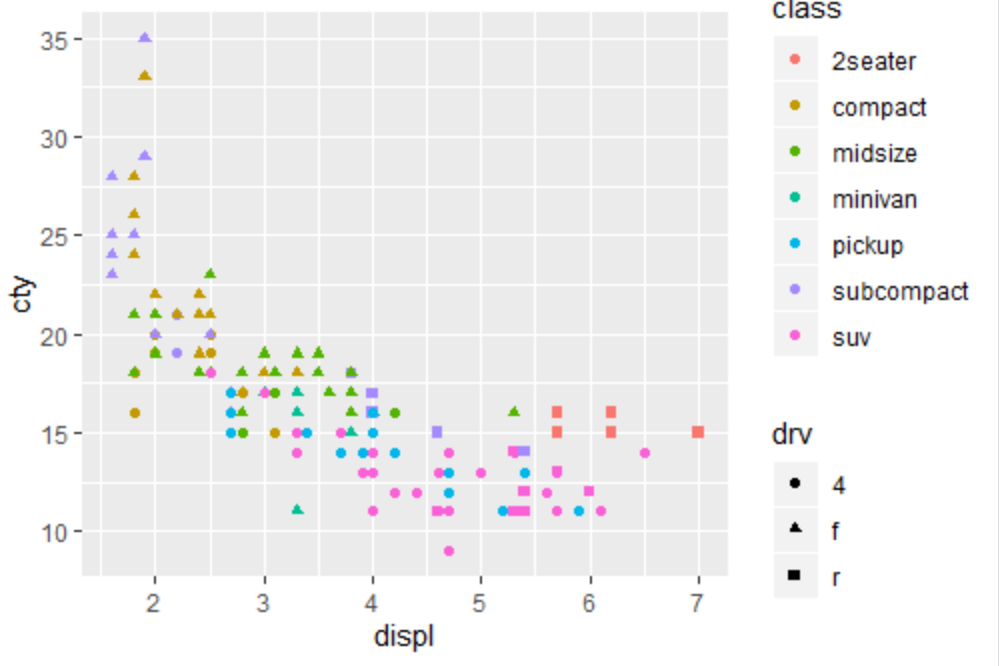 class
2seater
compact
midsize
minivan
pickup
subcompact
suv
drv
4
f
r
cty
35
30
25
20
15
10
2 3 4 5 6 7
displ